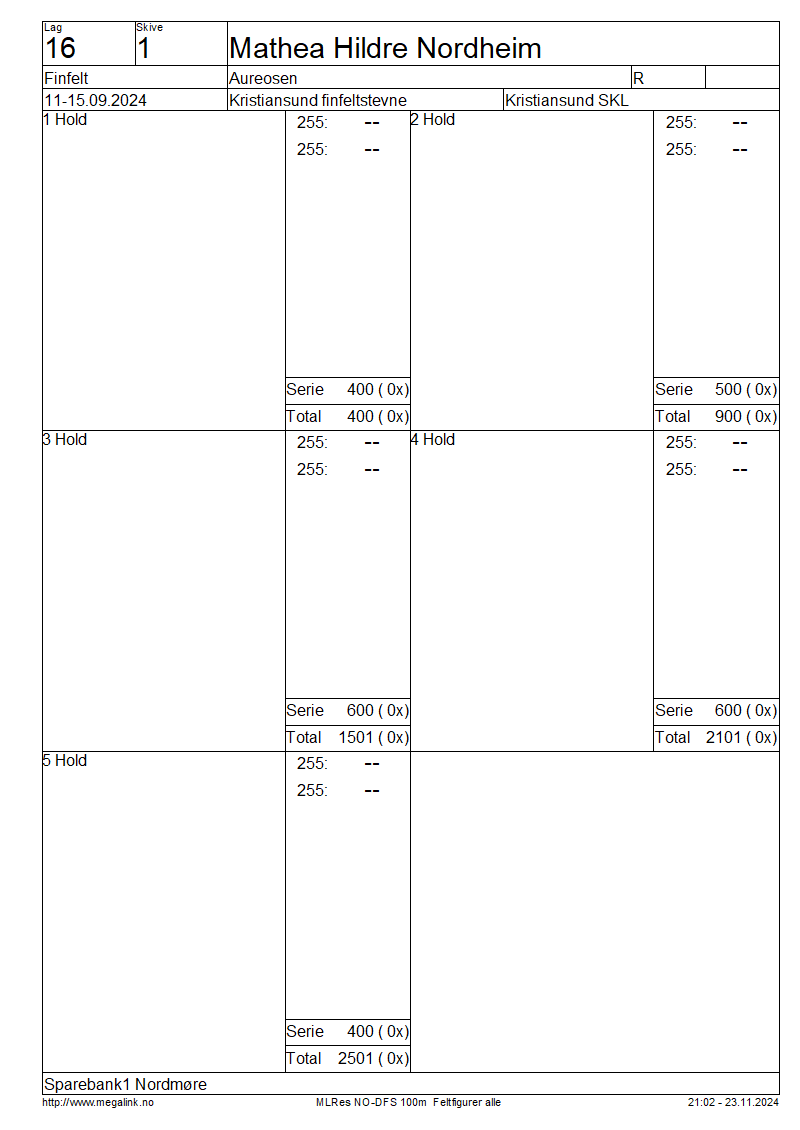 Lag Skive
16 1 Mathea Hildre Nordheim
Finfelt Aureosen R
11-15.09.2024 Kristiansund finfeltstevne Kristiansund SKL
1 Hold 255: --
255: --
Serie 400 ( 0x)
Total 400 ( 0x)
2 Hold 255: --
255: --
Serie 500 ( 0x)
Total 900 ( 0x)
3 Hold 255: --
255: --
Serie 600 ( 0x)
Total 1501 ( 0x)
4 Hold 255: --
255: --
Serie 600 ( 0x)
Total 2101 ( 0x)
5 Hold 255: --
255: --
Serie 400 ( 0x)
Total 2501 ( 0x)
Sparebank1 Nordmøre
http://www.megalink.no MLRes NO-DFS 100m Feltfigurer alle 21:02 - 23.11.2024